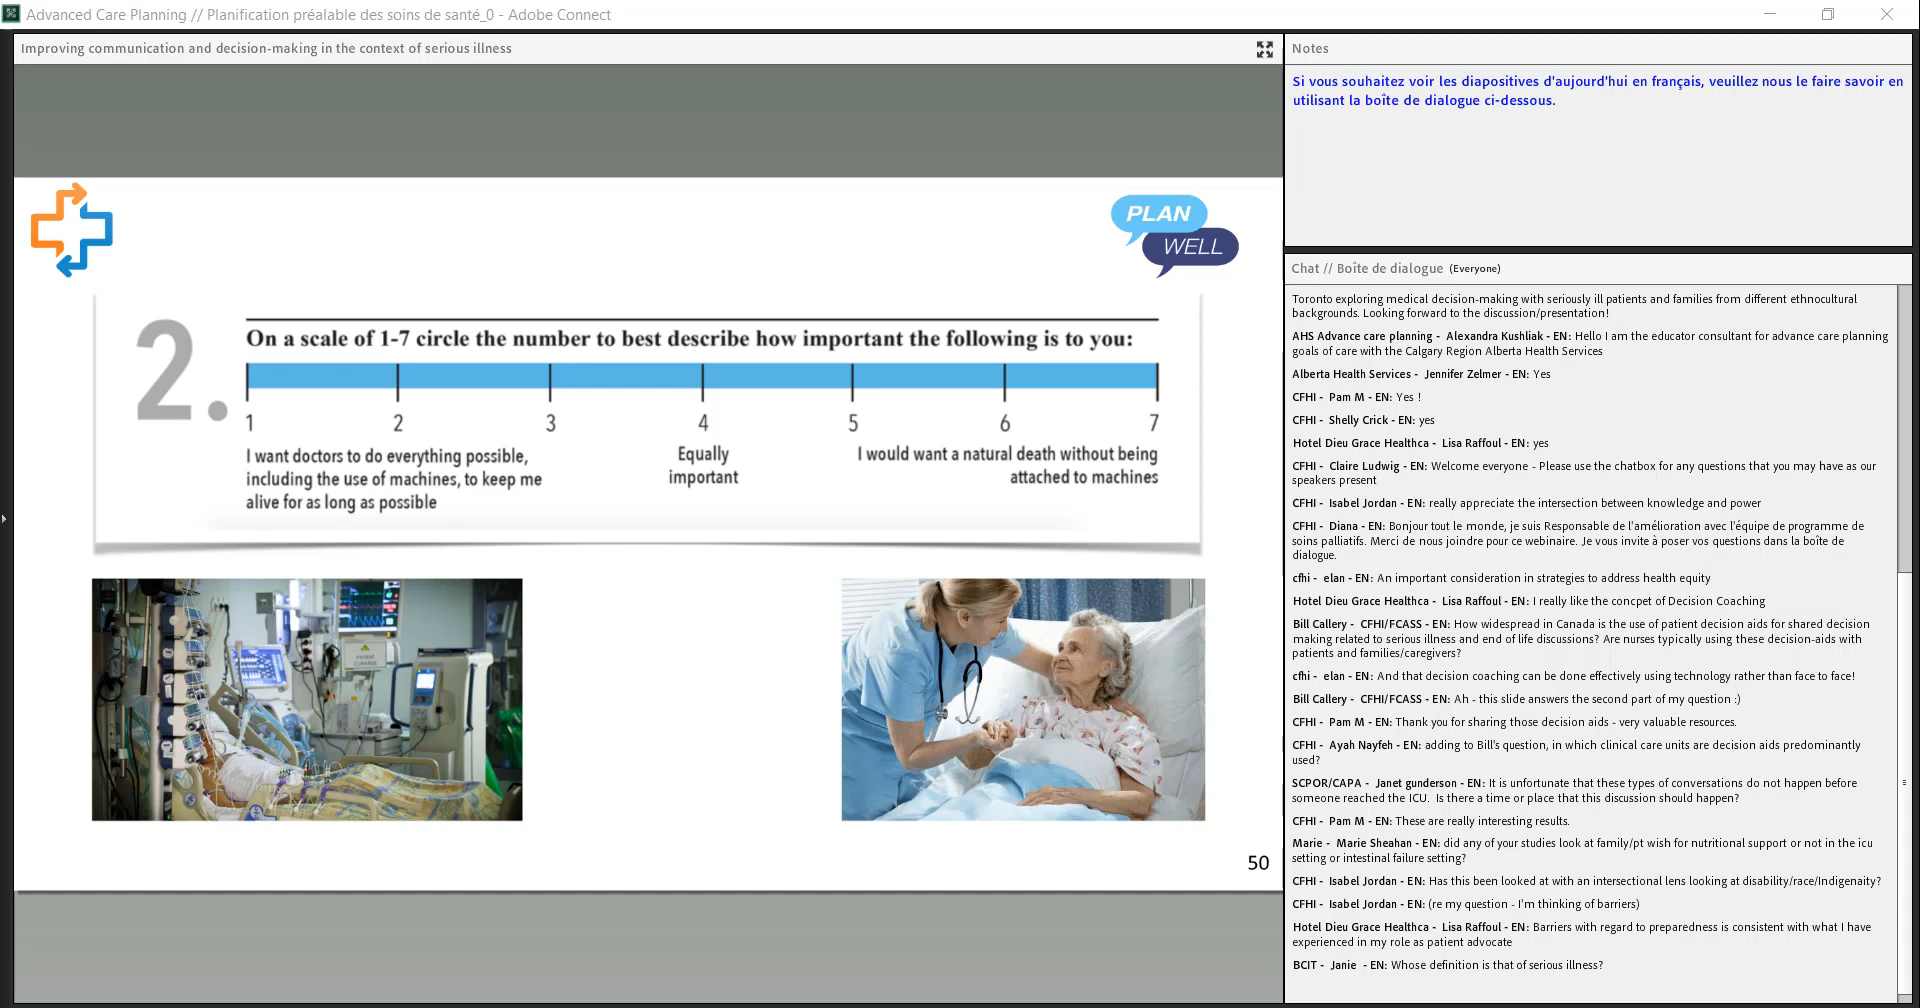 Advanced Care Planning // Planification préalable des soins de santé_0 - Adobe Connect
Improving communication and decision-making in the context of serious illness
PLAN
WELL
2.
On a scale of 1-7 circle the number to best describe how important the following is to you:
1 2 3 4 5 6 7
I want doctors to do everything possible,
including the use of machines, to keep me
alive for as long as possible
Equally
important
I would want a natural death without being
attached to machines
50
Notes
Si vous souhaitez voir les diapositives d'aujourd'hui en français, veuillez nous le faire savoir en
utilisant la boîte de dialogue ci-dessous.
Chat // Boîte de dialogue (Everyone)
Toronto exploring medical decision-making with seriously ill patients and families from different ethnocultural
backgrounds. Looking forward to the discussion/presentation!
AHS Advance care planning - Alexandra Kushliak - EN: Hello I am the educator consultant for advance care planning
goals of care with the Calgary Region Alberta Health Services
Alberta Health Services - Jennifer Zelmer - EN: Yes
CFHI - Pam M - EN: Yes !
CFHI - Shelly Crick - EN: yes
Hotel Dieu Grace Healthca - Lisa Raffoul - EN: yes
CFHI - Claire Ludwig - EN: Welcome everyone - Please use the chatbox for any questions that you may have as our
speakers present
CFHI - Isabel Jordan - EN: really appreciate the intersection between knowledge and power
CFHI - Diana - EN: Bonjour tout le monde, je suis Responsable de l'amélioration avec l'équipe de programme de
soins palliatifs. Merci de nous joindre pour ce webinaire. Je vous invite à poser vos questions dans la boîte de
dialogue.
cfhi - elan - EN: An important consideration in strategies to address health equity
Hotel Dieu Grace Healthca - Lisa Raffoul - EN: I really like the concpet of Decision Coaching
Bill Callery - CFHI/FCASS - EN: How widespread in Canada is the use of patient decision aids for shared decision
making related to serious illness and end of life discussions? Are nurses typically using these decision-aids with
patients and families/caregivers?
cfhi - elan - EN: And that decision coaching can be done effectively using technology rather than face to face!
Bill Callery - CFHI/FCASS - EN: Ah - this slide answers the second part of my question :)
CFHI - Pam M - EN: Thank you for sharing those decision aids - very valuable resources.
CFHI - Ayah Nayfeh - EN: adding to Bill's question, in which clinical care units are decision aids predominantly
used?
SCPOR/CAPA - Janet gunderson - EN: It is unfortunate that these types of conversations do not happen before
someone reached the ICU. Is there a time or place that this discussion should happen?
CFHI - Pam M - EN: These are really interesting results.
Marie - Marie Sheahan - EN: did any of your studies look at family/pt wish for nutritional support or not in the icu
setting or intestinal failure setting?
CFHI - Isabel Jordan - EN: Has this been looked at with an intersectional lens looking at disability/race/Indigenaity?
CFHI - Isabel Jordan - EN: (re my question - I'm thinking of barriers)
Hotel Dieu Grace Healthca - Lisa Raffoul - EN: Barriers with regard to preparedness is consistent with what I have
experienced in my role as patient advocate
BCIT - Janie - EN: Whose definition is that of serious illness?